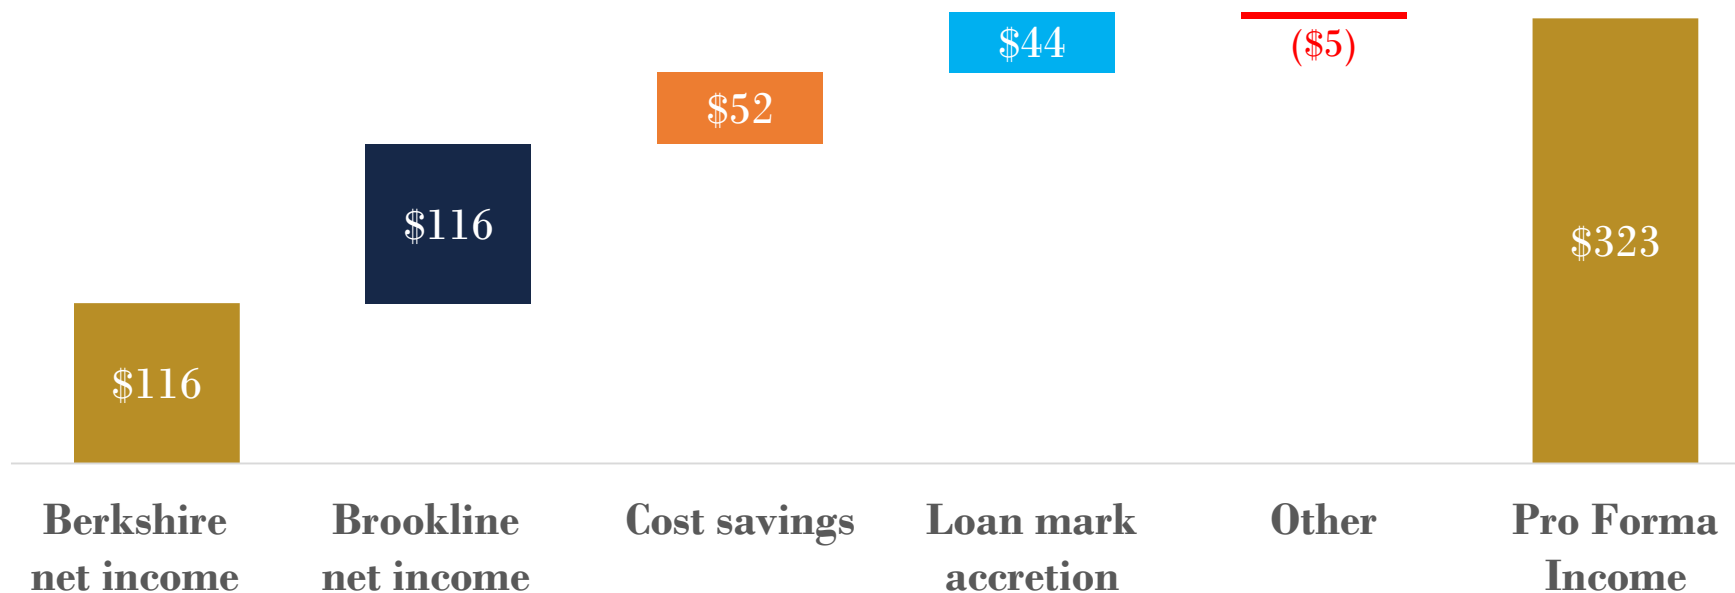 $44
($5)
$52
$116
$323
$116
Berkshire
net income
Brookline
net income
Cost savings
Loan mark
accretion
Other
Pro Forma
Income